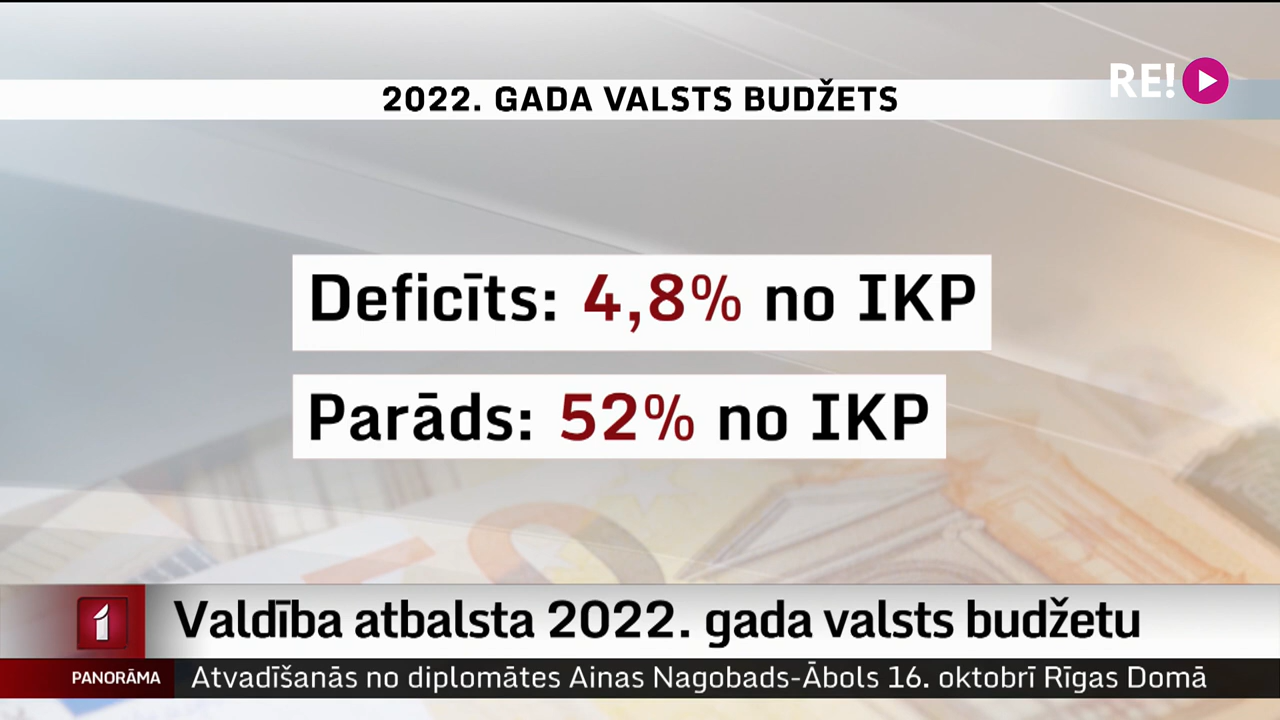 RE!
2022. GADA VALSTS BUDŽETS
Deficīts: 4,8% no IKP
Parāds: 52% no IKP
1
Valdība atbalsta 2022. gada valsts budžetu
PANORĀMA
Atvadīšanās no diplomātes Ainas Nagobads-Ābols 16. oktobrī Rīgas Domā